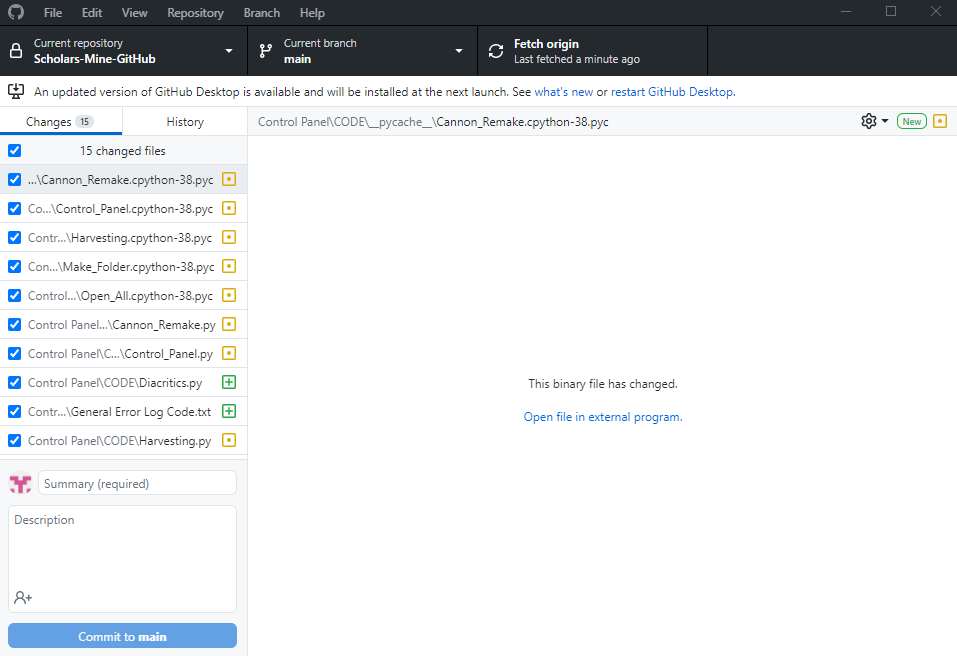 File Edit View Repository Branch Help
Current repository
Scholars-Mine-GitHub
Current branch
main
Fetch origin
Last fetched a minute ago
An updated version of GitHub Desktop is available and will be installed at the next launch. See what's new or restart GitHub Desktop.
Changes 15 History
Control Panel\CODE\__pycache__\Cannon_Remake.cpython-38.pyc
New
15 changed files
...\Cannon_Remake.cpython-38.pyc
Co...\Control_Panel.cpython-38.pyc
Contr...\Harvesting.cpython-38.pyc
Con...\Make_Folder.cpython-38.pyc
Control...\Open_All.cpython-38.pyc
Control Panel...\Cannon_Remake.py
Control Panel\C...\Control_Panel.py
Control Panel\CODE\Diacritics.py
Contr...\General Error Log Code.txt
Control Panel\CODE\Harvesting.py
This binary file has changed.
Open file in external program.
Summary (required)
Description
Commit to main